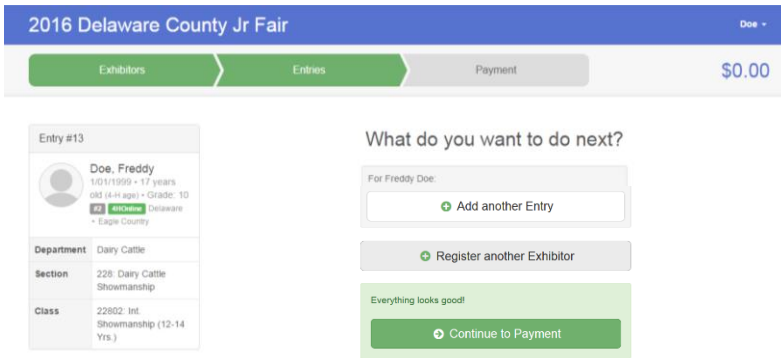 2016 Delaware County Jr Fair
Doe
Exhibitors
Entries
Payment
$0.00
Entry #13
Doe, Freddy
1/01/1999 • 17 years
old (4-H age) • Grade: 10
#2 4HOnline Delaware
• Eagle Country
Department Dairy Cattle
Section 228: Dairy Cattle
Showmanship
Class 22802: Int.
Showmanship (12-14
Yrs.)
What do you want to do next?
For Freddy Doe:
Add another Entry
Register another Exhibitor
Everything looks good!
Continue to Payment